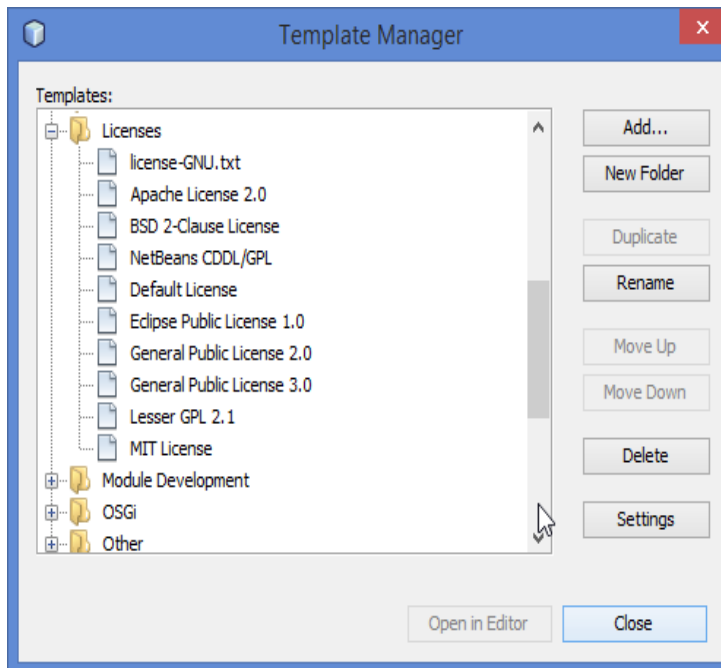 Template Manager
x
Templates:
Licenses
license-GNU.txt
Apache License 2.0
BSD 2-Clause License
NetBeans CDDL/GPL
Default License
Eclipse Public License 1.0
General Public License 2.0
General Public License 3.0
Lesser GPL 2.1
MIT License
Module Development
OSGi
Other
Add...
New Folder
Duplicate
Rename
Move Up
Move Down
Delete
Settings
Open in Editor
Close